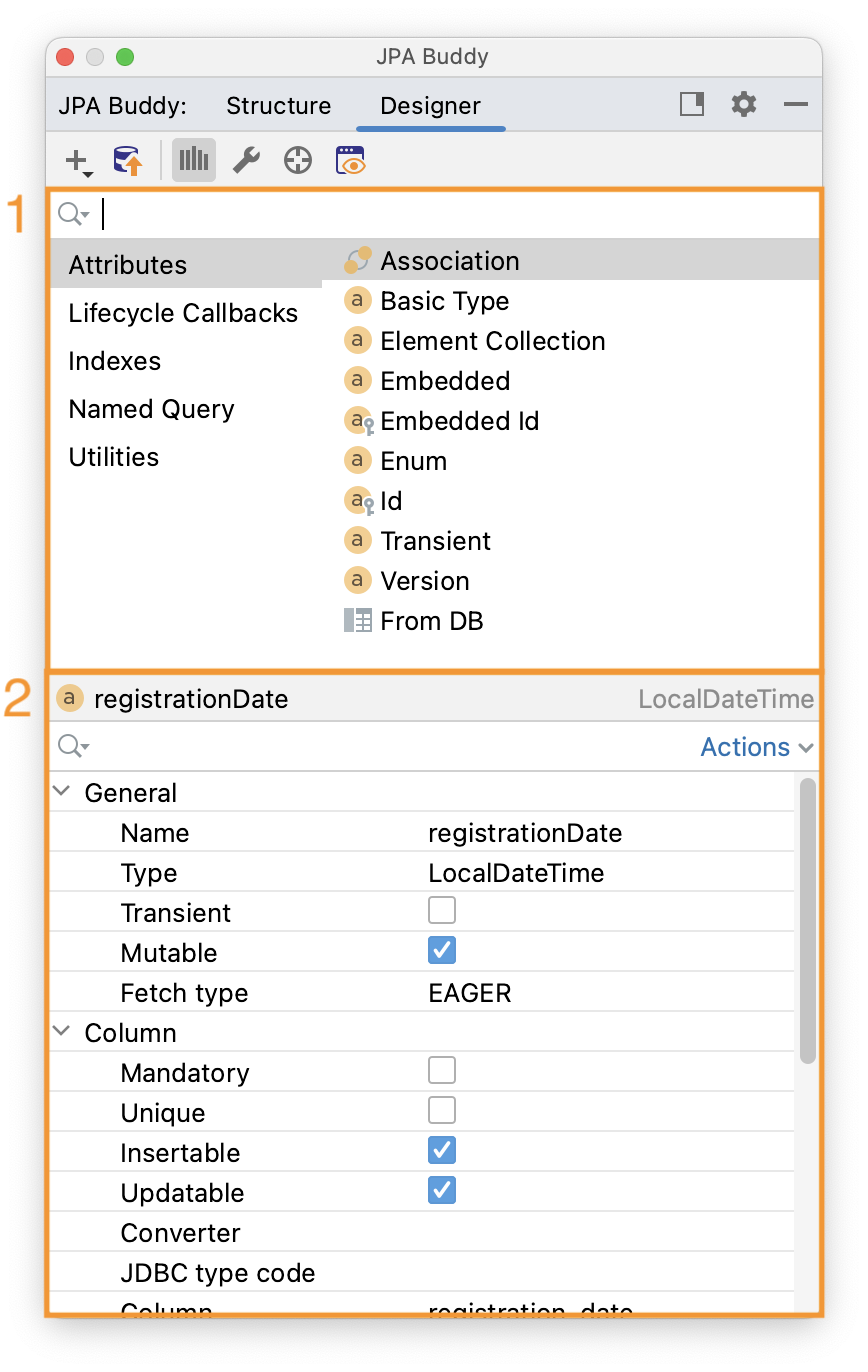 JPA Buddy
JPA Buddy: Structure Designer
1
Attributes
Lifecycle Callbacks
Indexes
Named Query
Utilities
Association
a Basic Type
a Element Collection
a Embedded
a Embedded Id
a Enum
a Id
a Transient
a Version
From DB
2
a registrationDate LocalDateTime
Actions
General
Name registrationDate
Type LocalDateTime
Transient
Mutable
Fetch type EAGER
Column
Mandatory
Unique
Insertable
Updatable
Converter
JDBC type code
Column registration_date